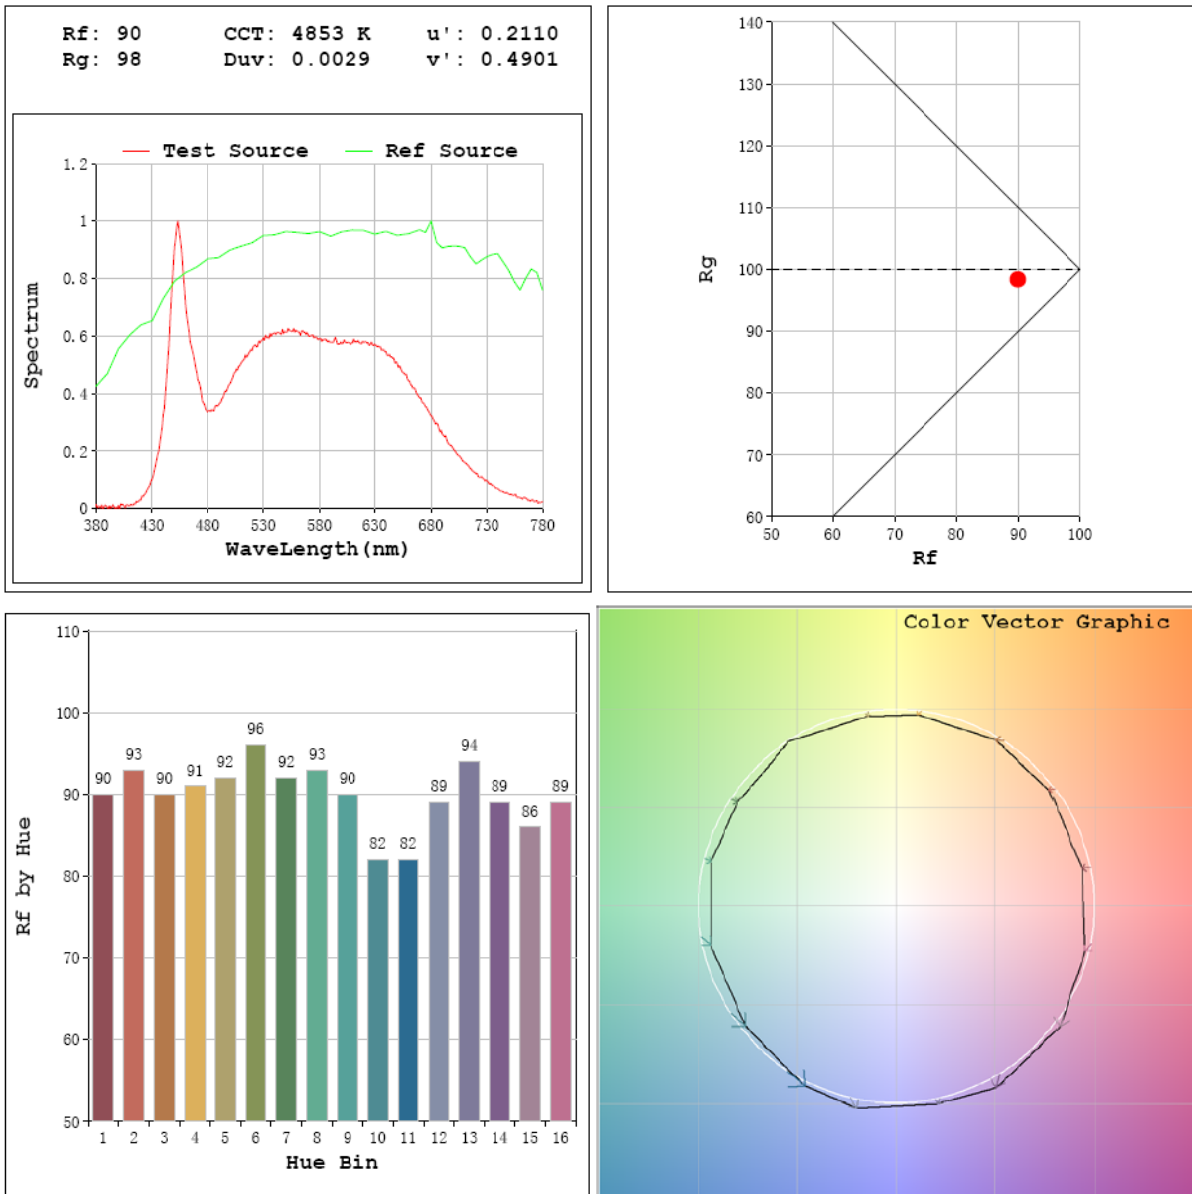 Rf: 90 CCT: 4853 K u': 0.2110
Rg: 98 Duv: 0.0029 v': 0.4901
Test Source Ref Source
1.2
1
0.8
0.6
0.4
0.2
0
Spectrum
380 430 480 530 580 630 680 730 780
WaveLength(nm)
140
130
120
110
100
90
80
70
60
Rg
50 60 70 80 90 100
Rf
110
100
90
80
70
60
50
Rf by Hue
90 93 90 91 92 96 92 93 90 82 82 89 94 89 86 89
1 2 3 4 5 6 7 8 9 10 11 12 13 14 15 16
Hue Bin
Color Vector Graphic